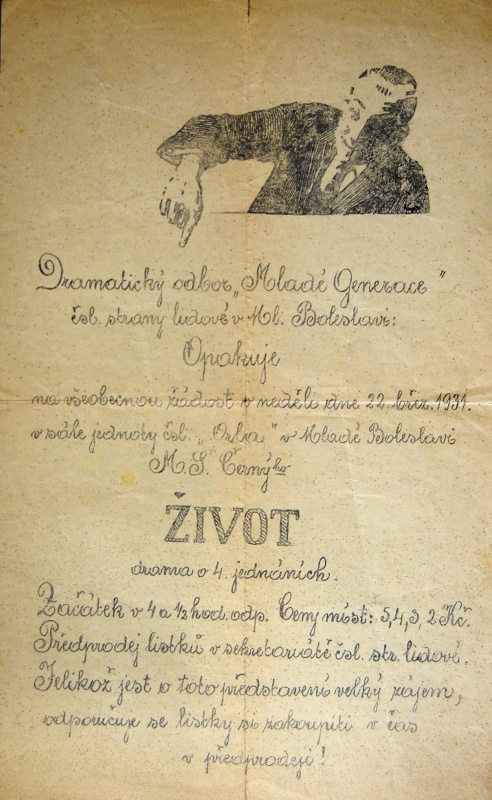 Dramatický odbor „Mladé Generace"
čsl. strany lidové v Ml. Boleslavi:
Opakuje
na všeobecnou žádost v neděli dne 22. břez. 1931.
v sále jednoty čsl. „Orla" v Mladé Boleslavi
M. S. Černý
ŽIVOT
drama o 4. jednáních.
Začátek v 4 a ½ hod. odp. Ceny míst: 5, 4, 3, 2 Kč.
Předprodej lístků v sekretariátě čsl. str. lidové.
Jelikož jest o toto představení velký zájem,
odporučuje se lístky si zakoupiti v čas
v předprodeji!